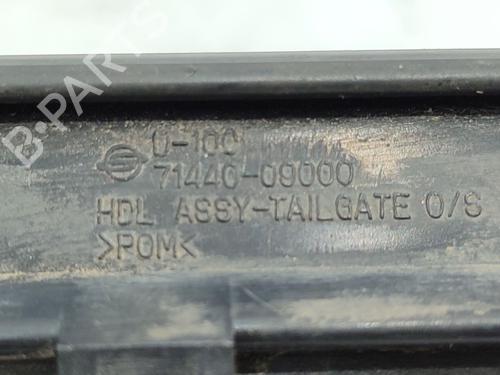 B-PARTS
U-100
71440-09000
HDL ASSY-TAILGATE O/S
>POM<